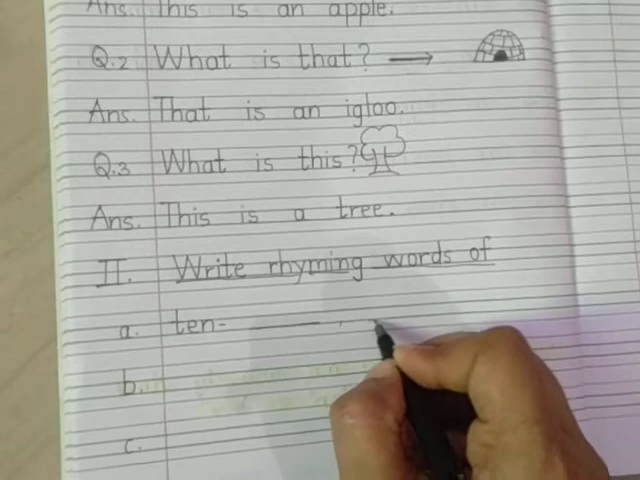 Ans. This is an apple.
Q.2 What is that? →
Ans. That is an igloo.
Q.3 What is this?
Ans. This is a tree.
II. Write rhyming words of
a. ten- ——— ,
b.
c.